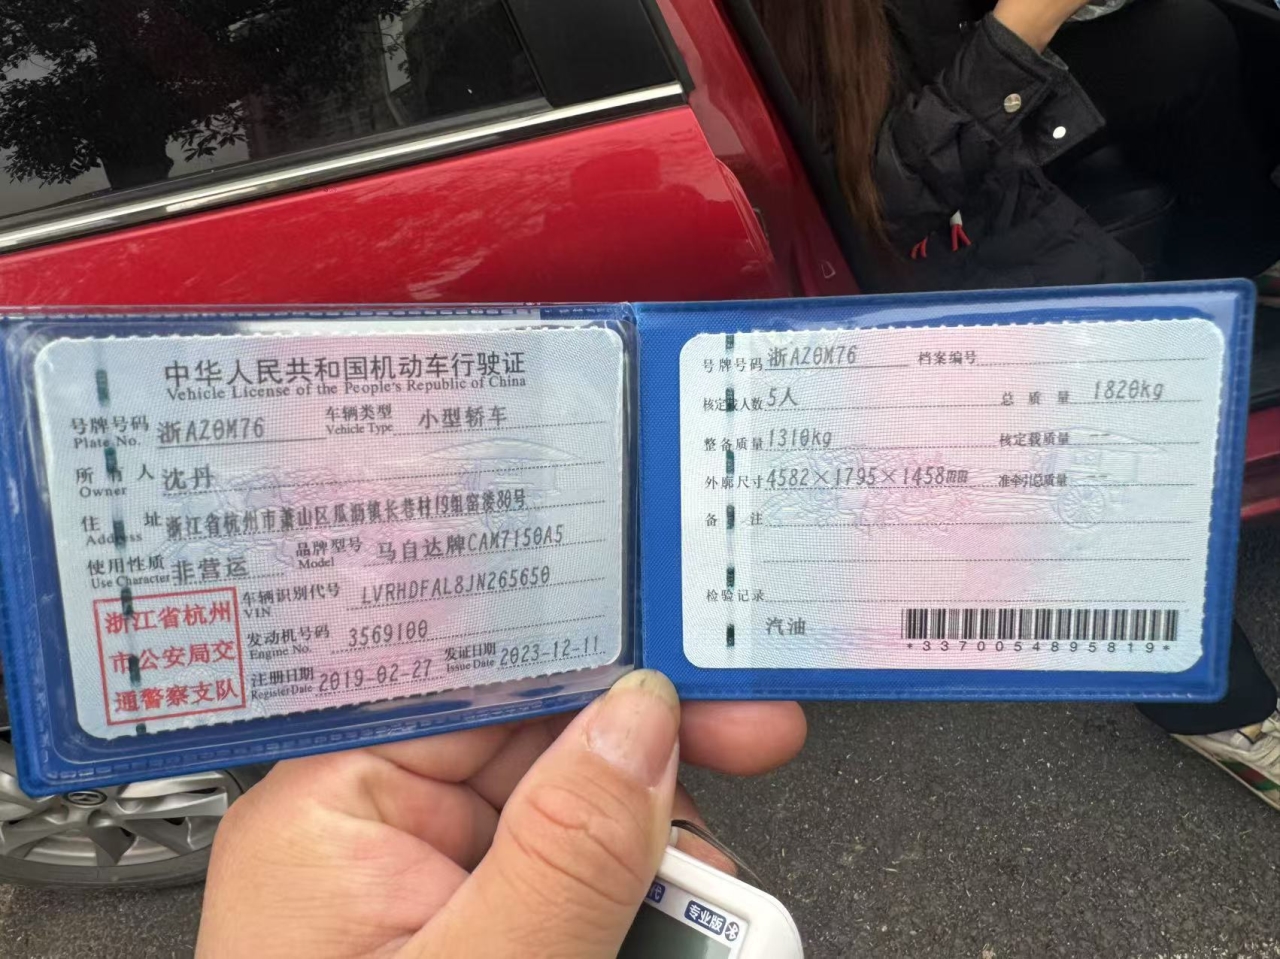 中华人民共和国机动车行驶证
Vehicle License of the People's Republic of China
号牌号码 Plate No. 浙AZ0M76 车辆类型 Vehicle Type 小型轿车
所有人 Owner 沈丹
住址 Address 浙江省杭州市萧山区瓜沥镇长巷村19组窑溇80号
使用性质 Use Character 非营运 品牌型号 Model 马自达牌CAM7150A5
车辆识别代号 VIN LVRHDFAL8JN265650
发动机号码 Engine No. 3569100
注册日期 Register Date 2019-02-27 发证日期 Issue Date 2023-12-11
浙江省杭州
市公安局交
通警察支队
号牌号码 浙AZ0M76 档案编号
核定载人数 5人 总质量 1820kg
整备质量 1310kg 核定载质量 --
外廓尺寸 4582×1795×1458mm 准牵引总质量 --
备注
检验记录
汽油
*3370054895819*
代
专业版